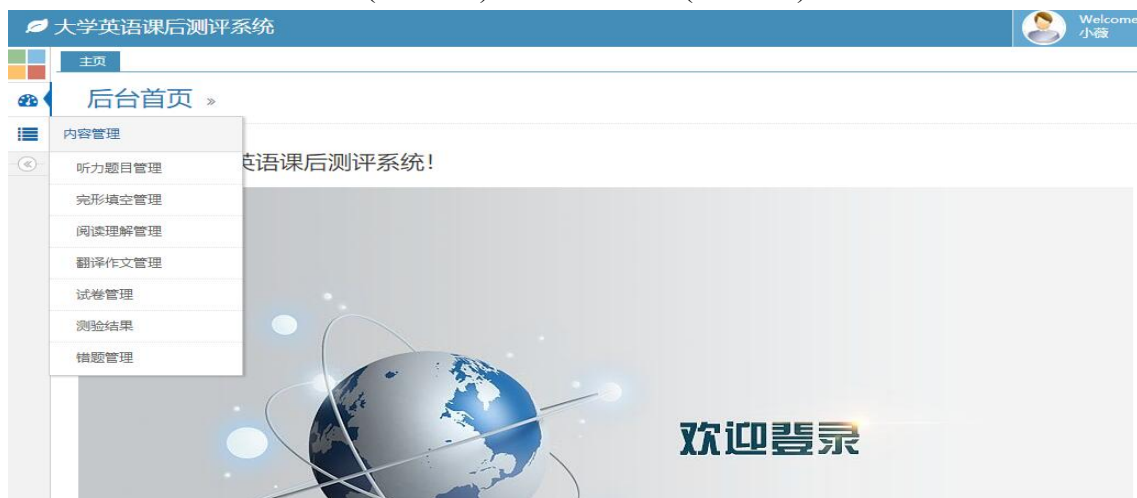 大学英语课后测评系统
Welcome
小薇
主页
后台首页 »
内容管理
英语课后测评系统!
听力题目管理
完形填空管理
阅读理解管理
翻译作文管理
试卷管理
测验结果
错题管理
欢迎登录